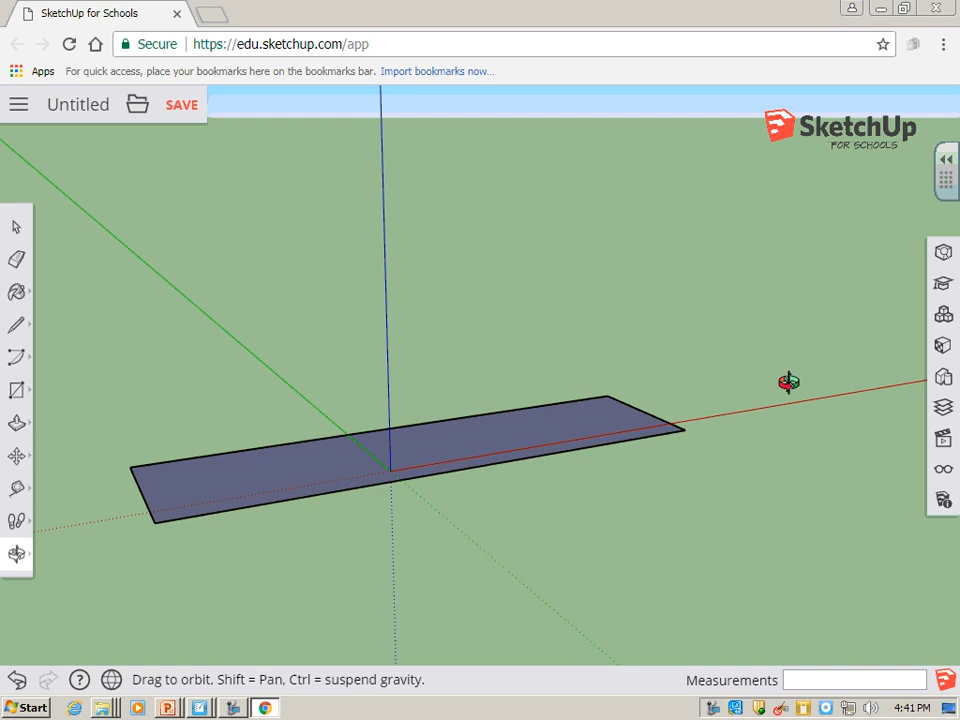 SketchUp for Schools
Secure https://edu.sketchup.com/app
Apps For quick access, place your bookmarks here on the bookmarks bar. Import bookmarks now...
Untitled SAVE
SketchUp
FOR SCHOOLS
Drag to orbit. Shift = Pan, Ctrl = suspend gravity.
Measurements
Start
4:41 PM